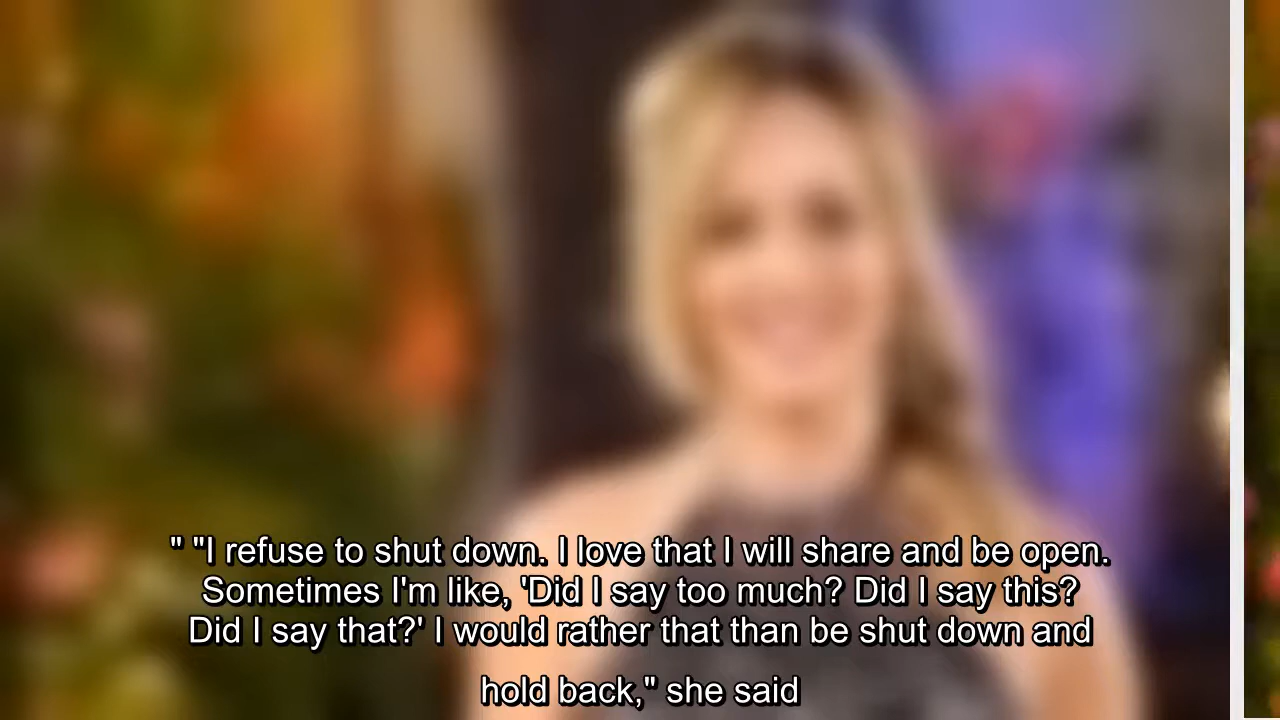 " "I refuse to shut down. I love that I will share and be open.
Sometimes I'm like, 'Did I say too much? Did I say this?
Did I say that?' I would rather that than be shut down and
hold back," she said